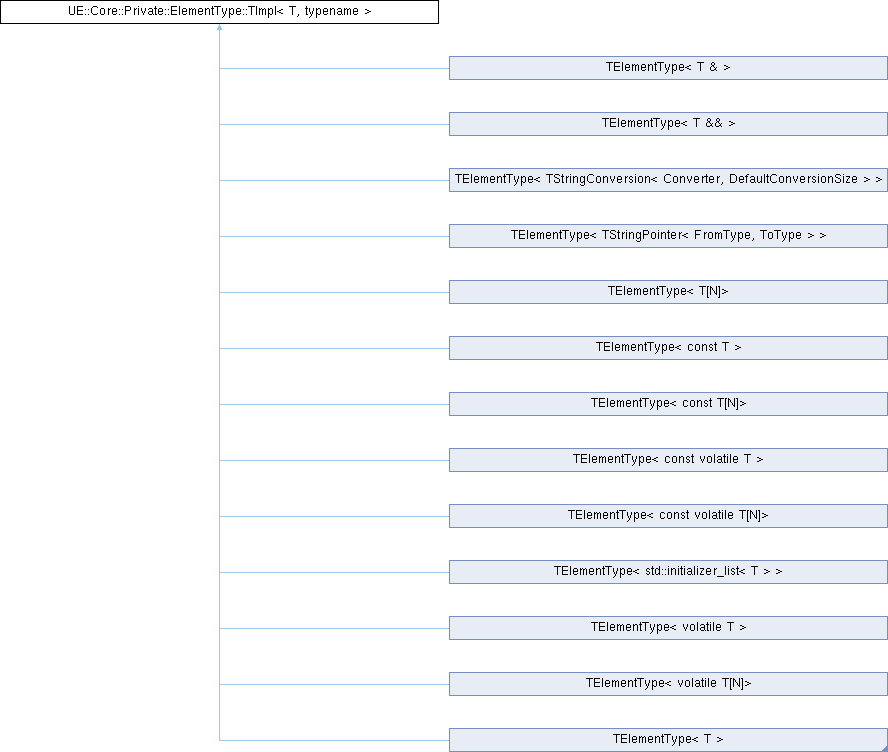 UE::Core::Private::ElementType::TImpl< T, typename >
TElementType< T & >
TElementType< T && >
TElementType< TStringConversion< Converter, DefaultConversionSize > >
TElementType< TStringPointer< FromType, ToType > >
TElementType< T[N]>
TElementType< const T >
TElementType< const T[N]>
TElementType< const volatile T >
TElementType< const volatile T[N]>
TElementType< std::initializer_list< T > >
TElementType< volatile T >
TElementType< volatile T[N]>
TElementType< T >